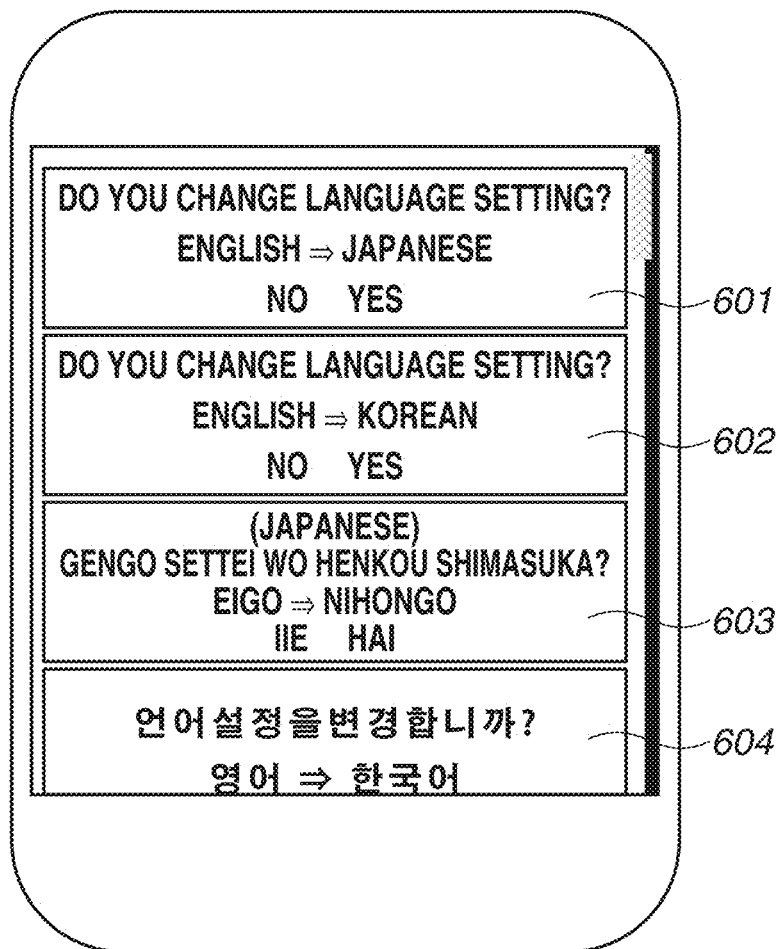 DO YOU CHANGE LANGUAGE SETTING?
ENGLISH ⇒ JAPANESE
NO YES
601
DO YOU CHANGE LANGUAGE SETTING?
ENGLISH ⇒ KOREAN
NO YES
602
(JAPANESE)
GENGO SETTEI WO HENKOU SHIMASUKA?
EIGO ⇒ NIHONGO
IIE HAI
603
언어설정을변경합니까?
영어 ⇒ 한국어
604